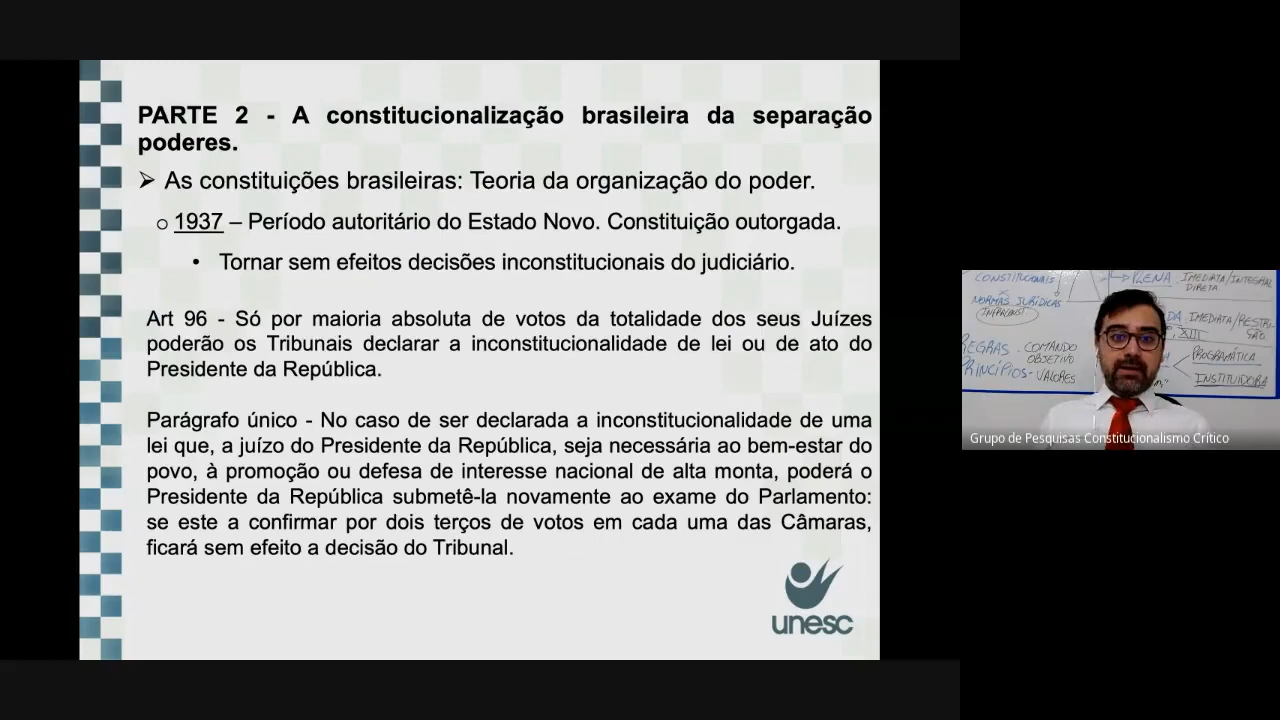 PARTE 2 - A constitucionalização brasileira da separação
poderes.
➢ As constituições brasileiras: Teoria da organização do poder.
o 1937 – Período autoritário do Estado Novo. Constituição outorgada.
• Tornar sem efeitos decisões inconstitucionais do judiciário.
Art 96 - Só por maioria absoluta de votos da totalidade dos seus Juízes
poderão os Tribunais declarar a inconstitucionalidade de lei ou de ato do
Presidente da República.
Parágrafo único - No caso de ser declarada a inconstitucionalidade de uma
lei que, a juízo do Presidente da República, seja necessária ao bem-estar do
povo, à promoção ou defesa de interesse nacional de alta monta, poderá o
Presidente da República submetê-la novamente ao exame do Parlamento:
se este a confirmar por dois terços de votos em cada uma das Câmaras,
ficará sem efeito a decisão do Tribunal.
unesc
CONSTITUCIONAIS
PLENA IMEDIATA/INTEGRAL
DIRETA
NORMAS JURÍDICAS
INFRACONST
DA IMEDIATA/RESTRI-
SÃO
XIII
REGRAS - COMANDO
OBJETIVO
PRINCÍPIOS - VALORES
PROGRAMÁTICA
INSTITUIDORA
Grupo de Pesquisas Constitucionalismo Crítico